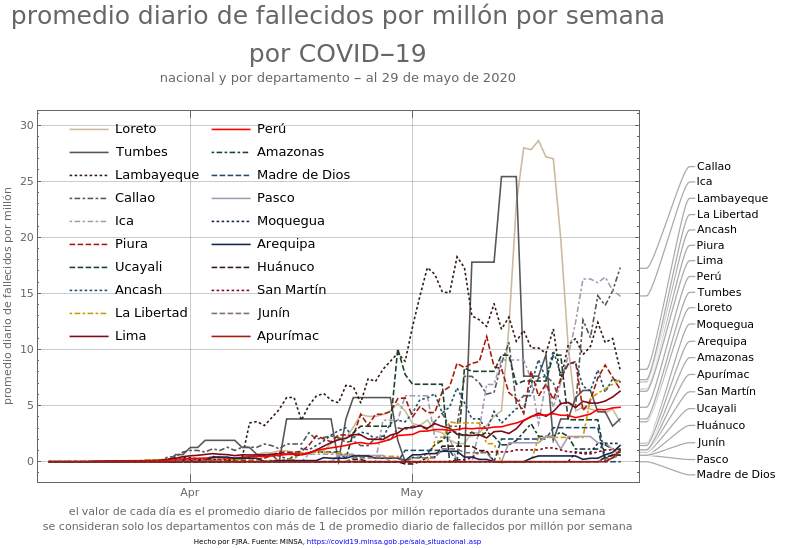 promedio diario de fallecidos por millón por semana
por COVID−19
nacional y por departamento − al 29 de mayo de 2020
promedio diario de fallecidos por millón
30
25
20
15
10
5
0
Apr
May
Loreto
Tumbes
Lambayeque
Callao
Ica
Piura
Ucayali
Ancash
La Libertad
Lima
Perú
Amazonas
Madre de Dios
Pasco
Moquegua
Arequipa
Huánuco
San Martín
Junín
Apurímac
Callao
Ica
Lambayeque
La Libertad
Ancash
Piura
Lima
Perú
Tumbes
Loreto
Moquegua
Arequipa
Amazonas
Apurímac
San Martín
Ucayali
Huánuco
Junín
Pasco
Madre de Dios
el valor de cada día es el promedio diario de fallecidos por millón reportados durante una semana
se consideran solo los departamentos con más de 1 de promedio diario de fallecidos por millón por semana
Hecho por FJRA. Fuente: MINSA, https://covid19.minsa.gob.pe/sala_situacional.asp